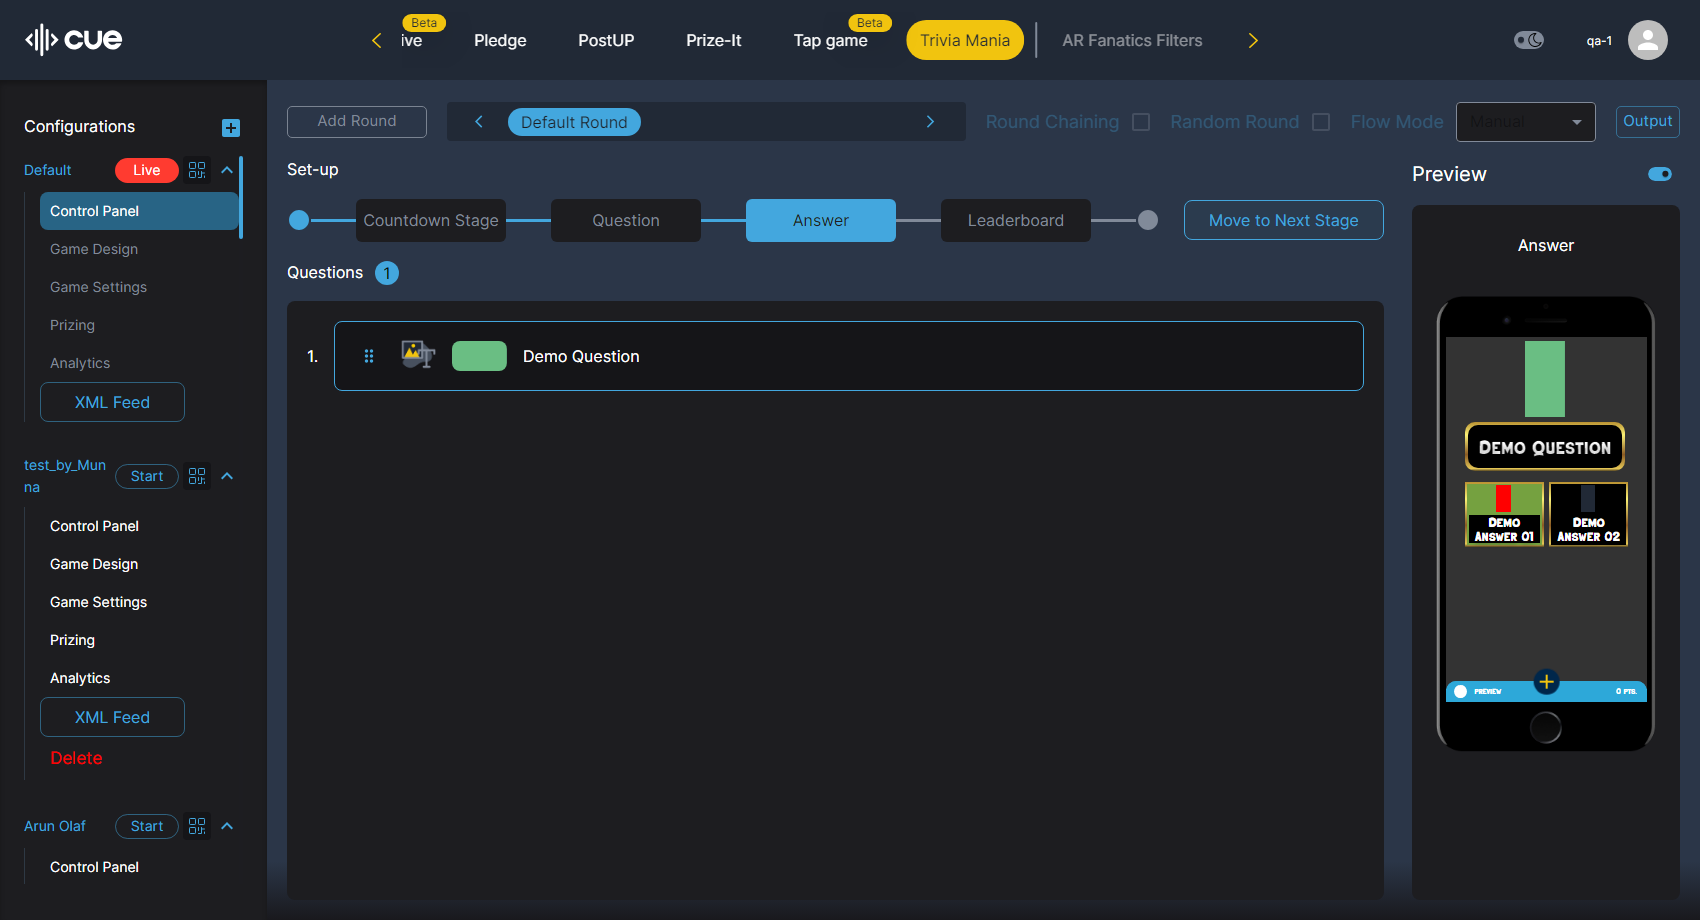 cue
ive
Beta
Pledge
PostUP
Prize-It
Tap game
Beta
Trivia Mania
AR Fanatics Filters
qa-1
Configurations
Default
Live
Control Panel
Game Design
Game Settings
Prizing
Analytics
XML Feed
test_by_Mun
na
Start
Control Panel
Game Design
Game Settings
Prizing
Analytics
XML Feed
Delete
Arun Olaf
Start
Control Panel
Add Round
Default Round
Round Chaining
Random Round
Flow Mode
Manual
Output
Set-up
Countdown Stage
Question
Answer
Leaderboard
Move to Next Stage
Questions 1
1.
Demo Question
Preview
Answer
Demo Question
Demo
Answer 01
Demo
Answer 02
PREVIEW
0 PTS.